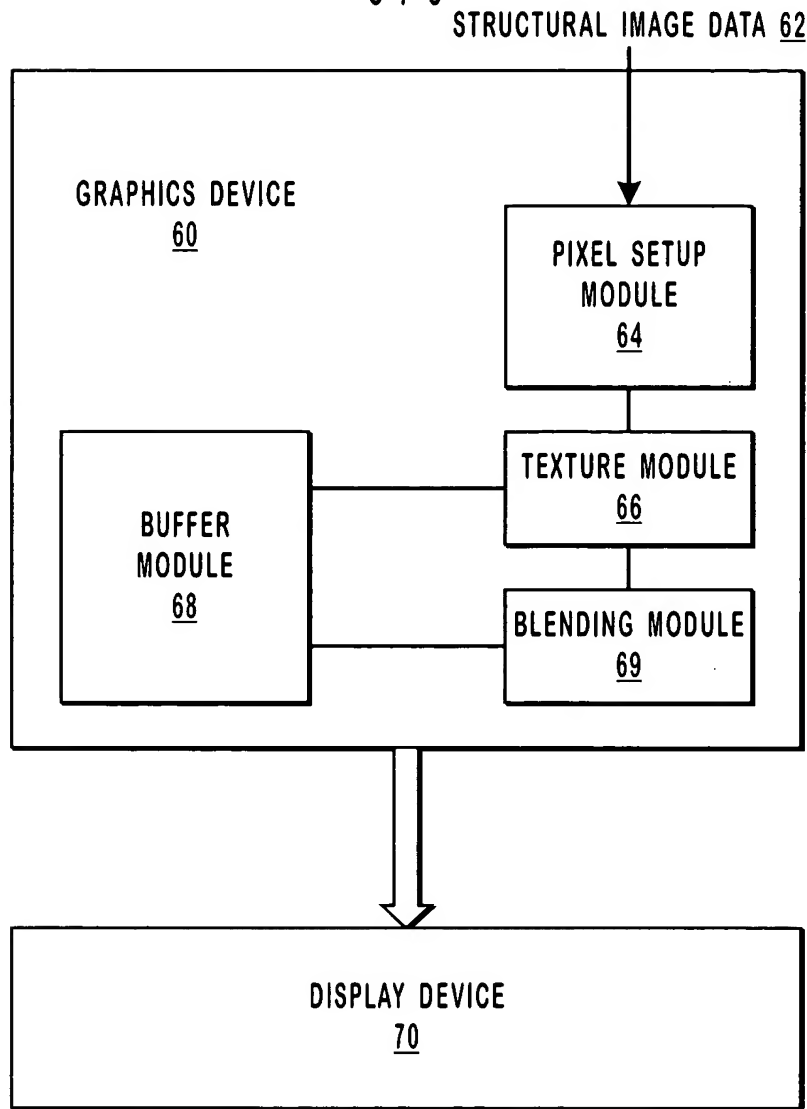 STRUCTURAL IMAGE DATA 62
GRAPHICS DEVICE
60
PIXEL SETUP
MODULE
64
TEXTURE MODULE
66
BUFFER
MODULE
68
BLENDING MODULE
69
DISPLAY DEVICE
70